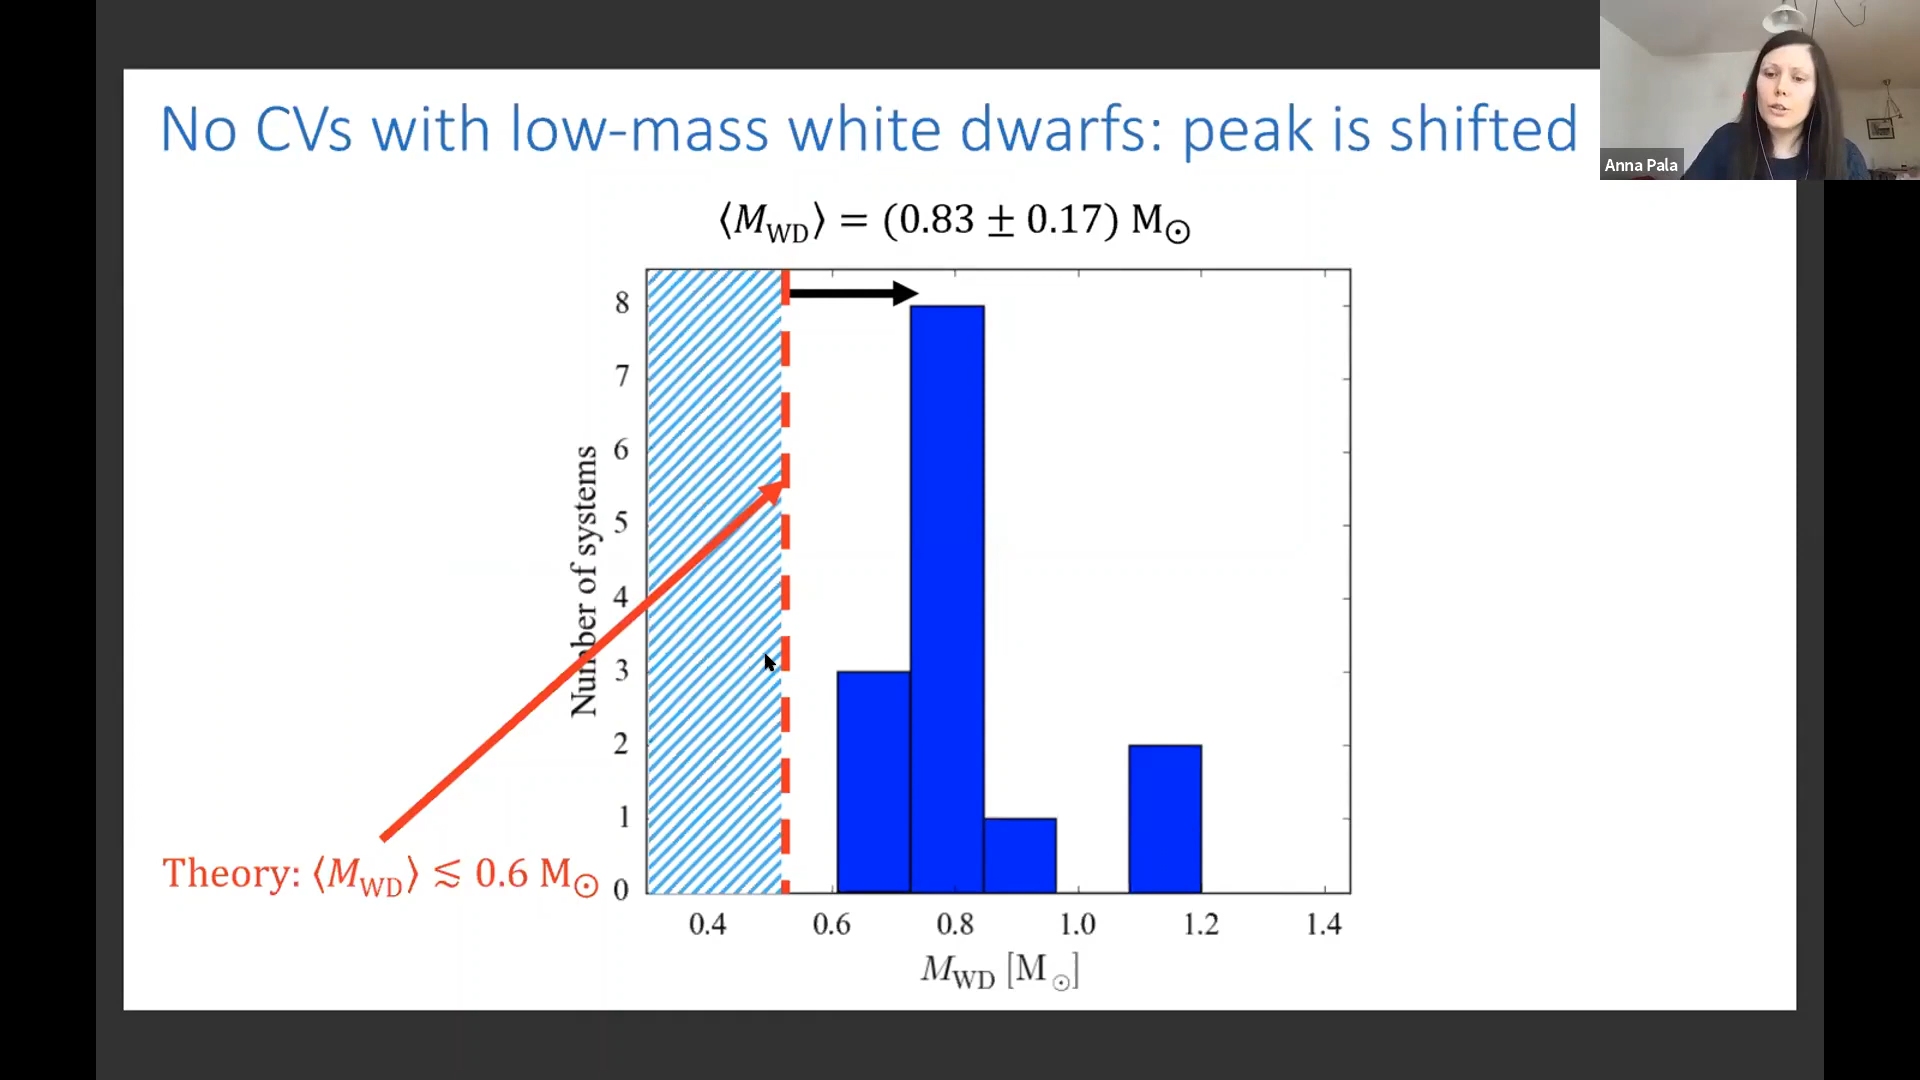 No CVs with low-mass white dwarfs: peak is shifted
Anna Pala
⟨M_WD⟩ = (0.83 ± 0.17) M_⊙
8
7
6
5
4
3
2
1
0
Number of systems
Theory: ⟨M_WD⟩ ≲ 0.6 M_⊙
0.4 0.6 0.8 1.0 1.2 1.4
M_WD [M_⊙]